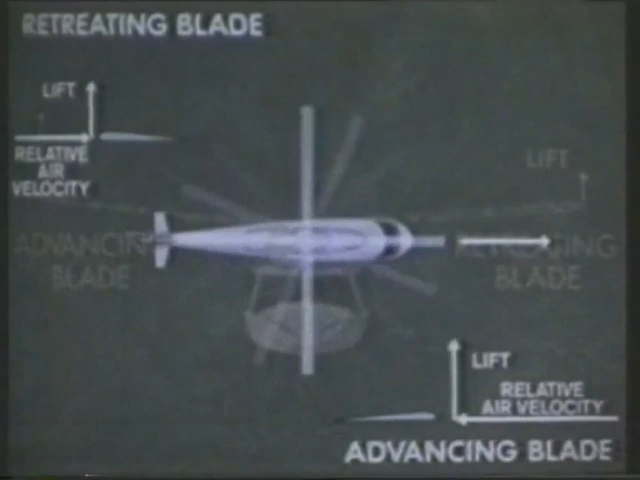 RETREATING BLADE
LIFT
RELATIVE
AIR
VELOCITY
LIFT
ADVANCING
BLADE
RETREATING
BLADE
LIFT
RELATIVE
AIR VELOCITY
ADVANCING BLADE